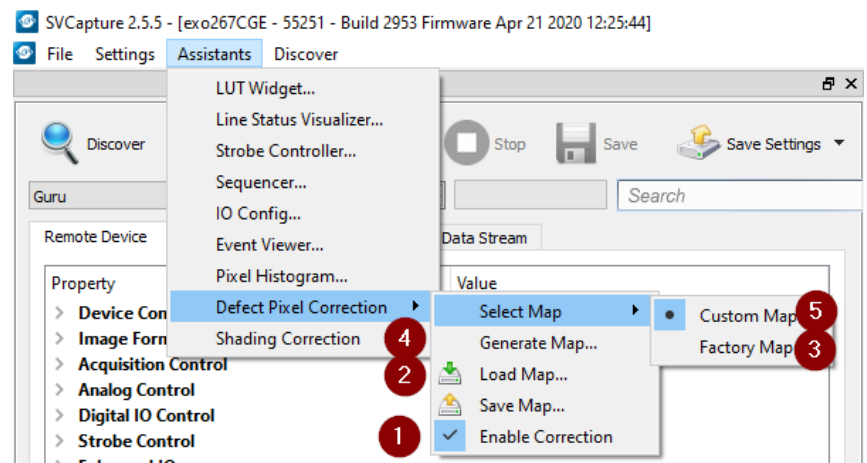 SVCapture 2.5.5 - [exo267CGE - 55251 - Build 2953 Firmware Apr 21 2020 12:25:44]
File Settings Assistants Discover
LUT Widget...
Line Status Visualizer...
Strobe Controller...
Sequencer...
IO Config...
Event Viewer...
Pixel Histogram...
Defect Pixel Correction
Shading Correction 4
Discover
Stop
Save
Save Settings
Guru
Search
Remote Device
Data Stream
Property
Value
Device Con
Image Form
Acquisition Control
Analog Control
Digital IO Control
Strobe Control
Select Map
Generate Map...
2 Load Map...
Save Map...
1 Enable Correction
Custom Map 5
Factory Map 3